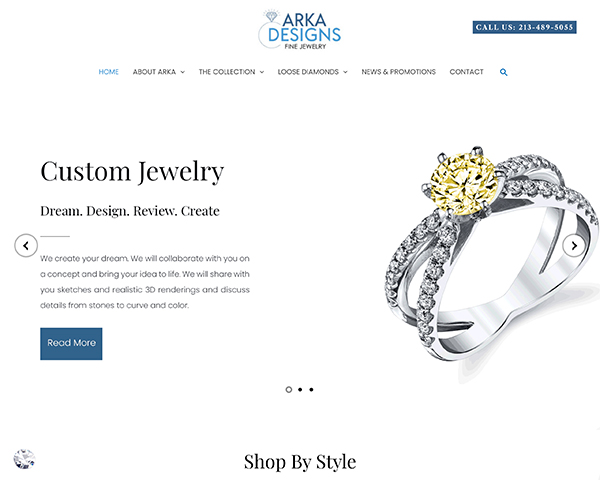 ARKA
DESIGNS
FINE JEWELRY
CALL US: 213-489-5055
HOME ABOUT ARKA THE COLLECTION LOOSE DIAMONDS NEWS & PROMOTIONS CONTACT
Custom Jewelry
Dream. Design. Review. Create
We create your dream. We will collaborate with you on
a concept and bring your idea to life. We will share with
you sketches and realistic 3D renderings and discuss
details from stones to curve and color.
Read More
Shop By Style